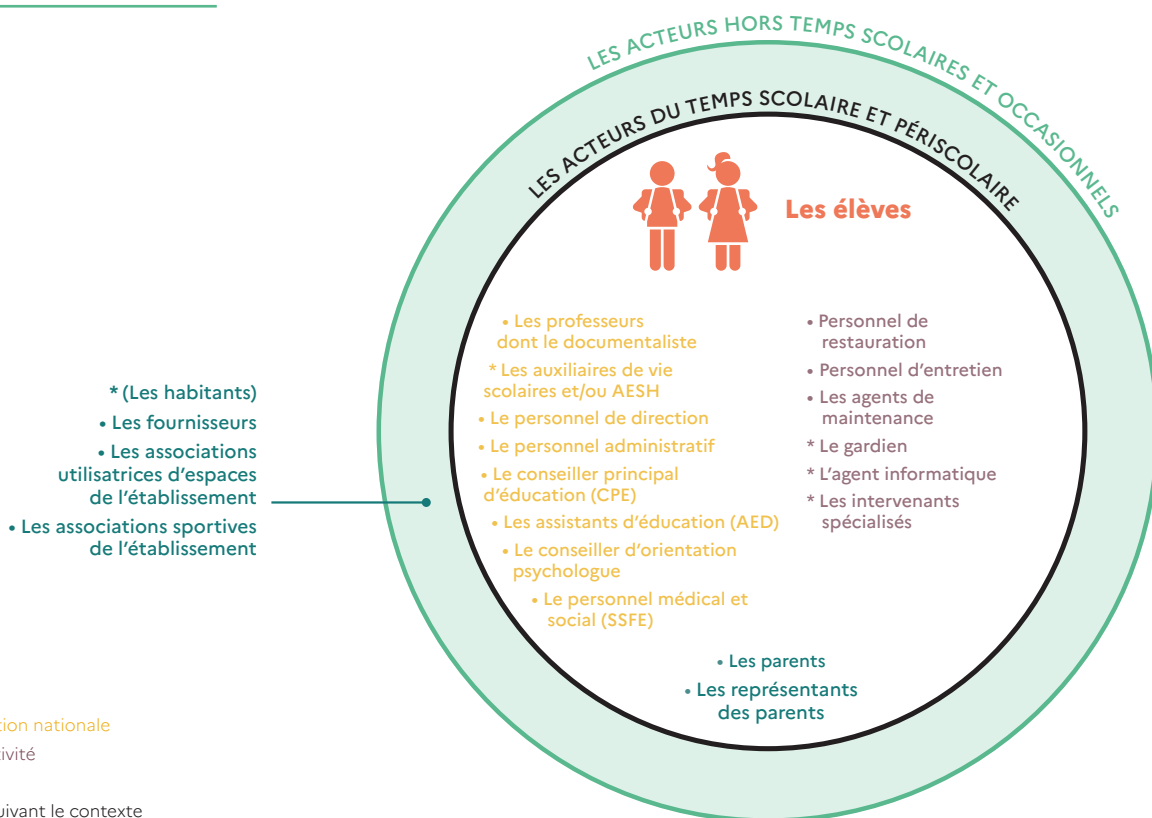 LES ACTEURS HORS TEMPS SCOLAIRES ET OCCASIONNELS
LES ACTEURS DU TEMPS SCOLAIRE ET PÉRISCOLAIRE
Les élèves
• Les professeurs
dont le documentaliste
* Les auxiliaires de vie
scolaires et/ou AESH
• Le personnel de direction
• Le personnel administratif
• Le conseiller principal
d'éducation (CPE)
• Les assistants d'éducation (AED)
• Le conseiller d'orientation
psychologue
• Le personnel médical et
social (SSFE)
• Personnel de
restauration
• Personnel d'entretien
• Les agents de
maintenance
* Le gardien
* L'agent informatique
* Les intervenants
spécialisés
• Les parents
• Les représentants
des parents
* (Les habitants)
• Les fournisseurs
• Les associations
utilisatrices d'espaces
de l'établissement
• Les associations sportives
de l'établissement
tion nationale
tivité
uivant le contexte